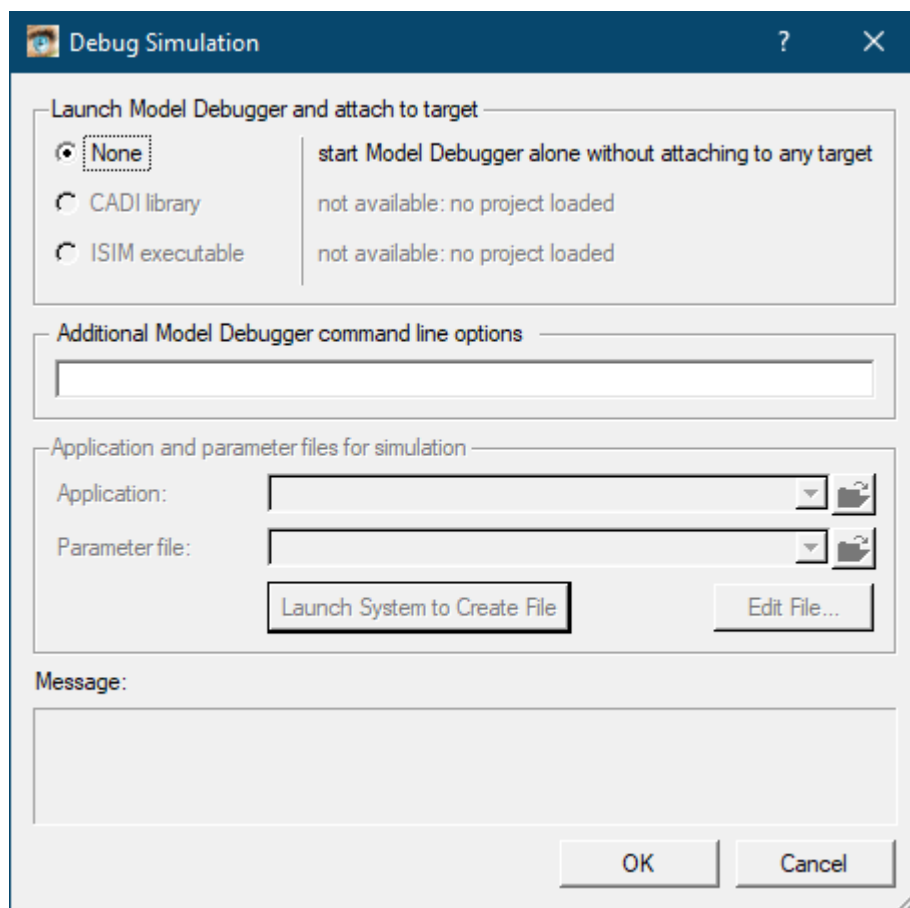 Debug Simulation ?
Launch Model Debugger and attach to target
None start Model Debugger alone without attaching to any target
CADI library not available: no project loaded
ISIM executable not available: no project loaded
Additional Model Debugger command line options
Application and parameter files for simulation
Application:
Parameter file:
Launch System to Create File Edit File...
Message:
OK Cancel